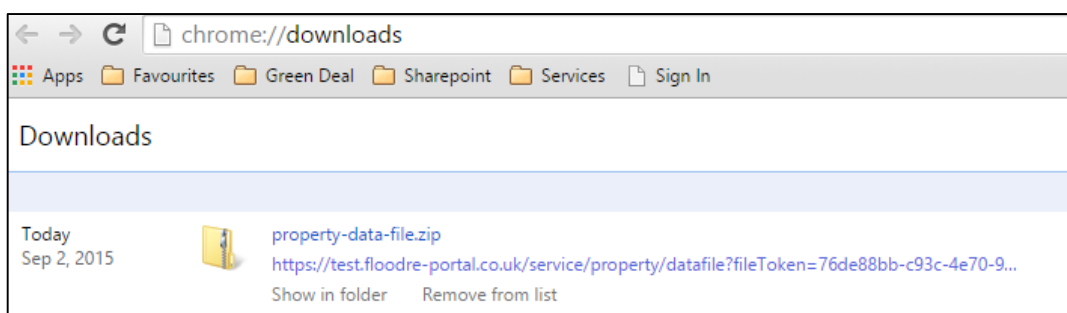 chrome://downloads
Apps Favourites Green Deal Sharepoint Services Sign In
Downloads
Today
Sep 2, 2015
property-data-file.zip
https://test.floodre-portal.co.uk/service/property/datafile?fileToken=76de88bb-c93c-4e70-9...
Show in folder Remove from list